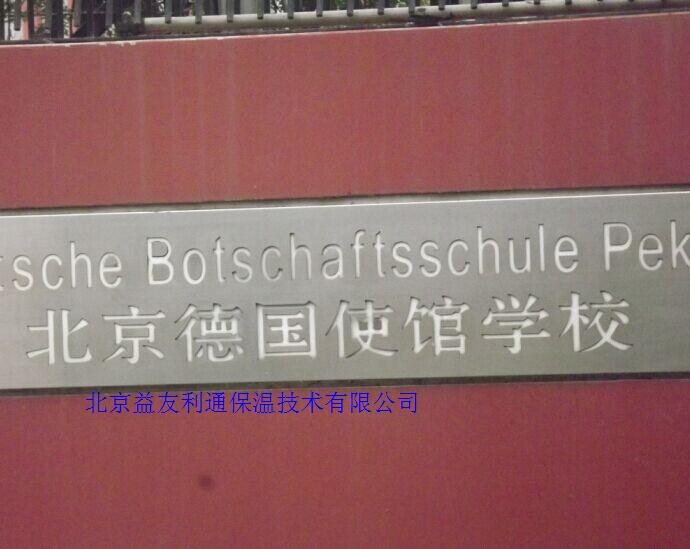 tsche Botschaftsschule Pek
北京德国使馆学校
北京益友利通保温技术有限公司